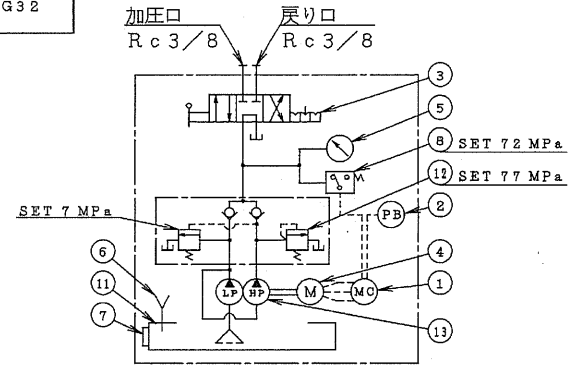 G32
加圧口 戻り口
Rc3/8 Rc3/8
3
5
8 SET 72 MPa
12 SET 77 MPa
SET 7 MPa
PB 2
6
4
11
LP HP M MC 1
7
13